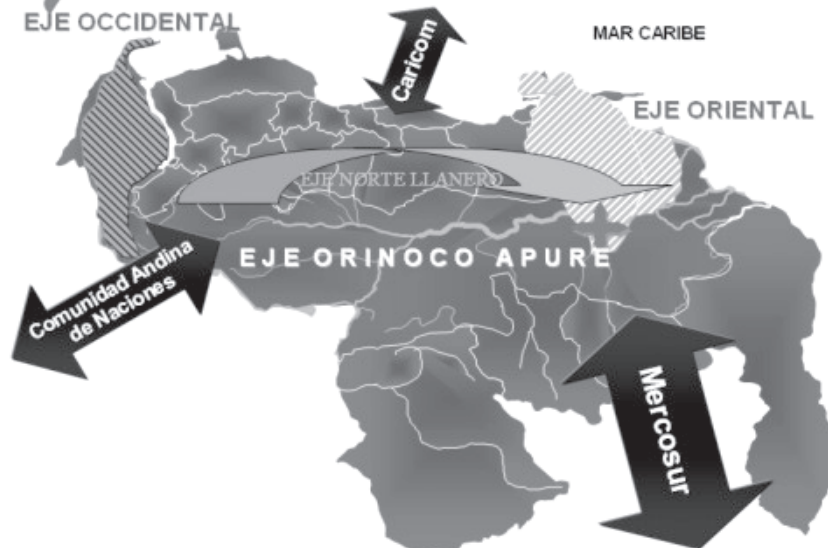 EJE OCCIDENTAL
MAR CARIBE
Caricom
EJE ORIENTAL
EJE NORTE LLANERO
EJE ORINOCO APURE
Comunidad Andina
de Naciones
Mercosur